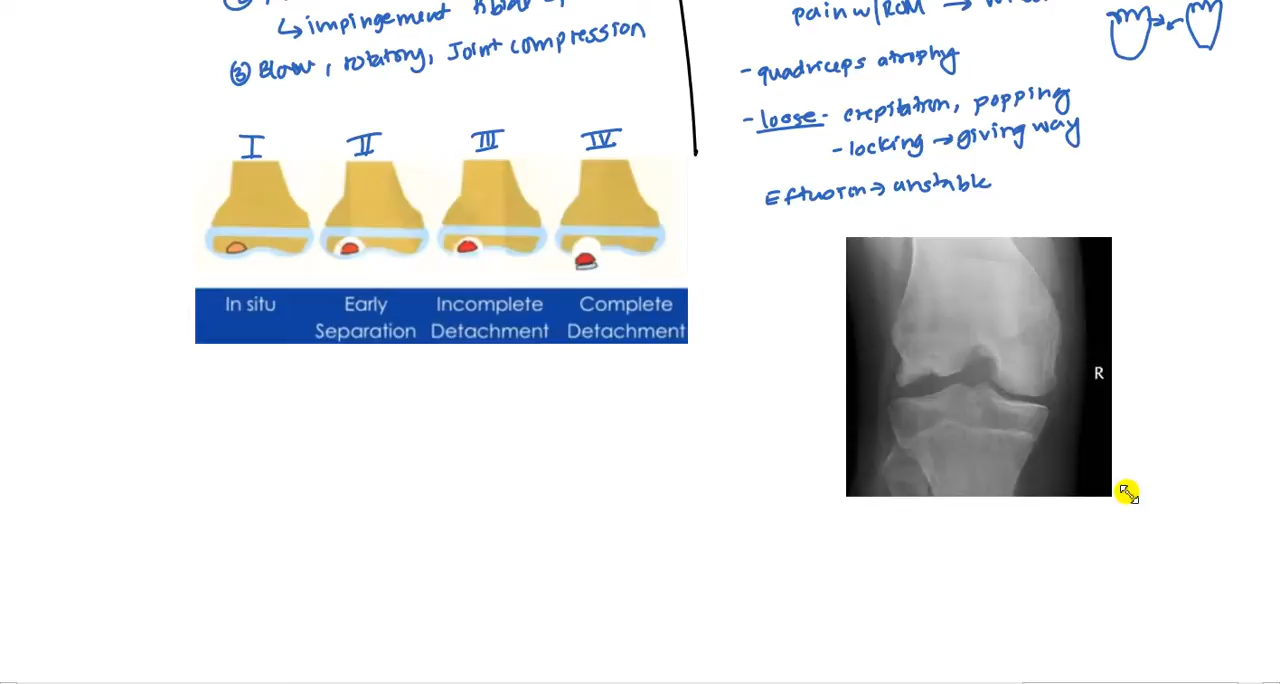 ↳ impingement
③ Blow, rotatory, Joint compression
I II III IV
In situ
Early Separation
Incomplete Detachment
Complete Detachment
pain w/ROM →
- quadriceps atrophy
- loose - crepitation, popping
- locking → giving way
Effusion → unstable
R